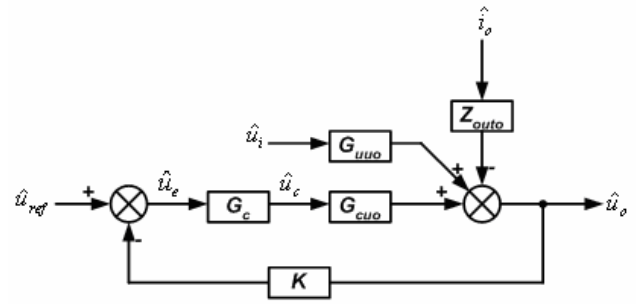 î_o
Z_outo
û_i
G_uuo
+
-
û_ref
+
û_e
G_c
û_c
G_cuo
+
û_o
-
K